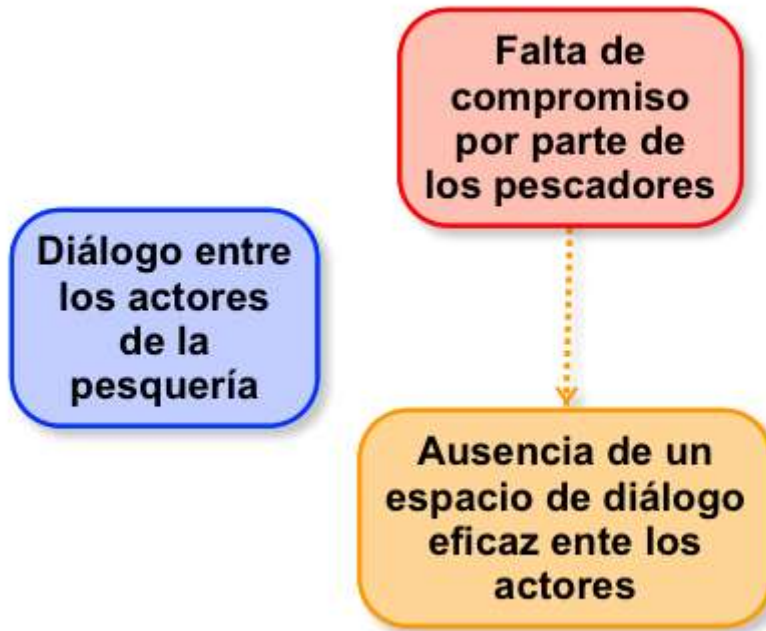 Falta de
compromiso
por parte de
los pescadores
Diálogo entre
los actores
de la
pesquería
Ausencia de un
espacio de diálogo
eficaz ente los
actores